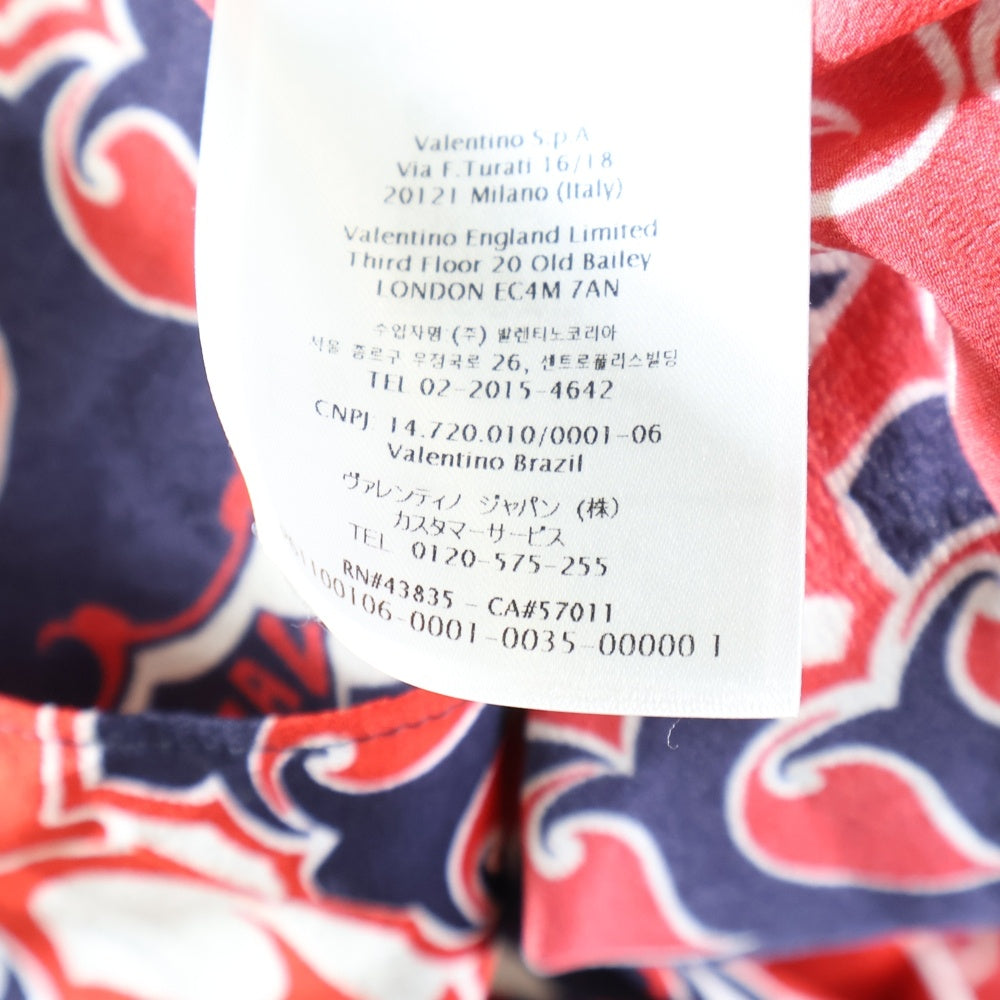 Valentino S.p.A
Via F.Turati 16/18
20121 Milano (Italy)
Valentino England Limited
Third Floor 20 Old Bailey
LONDON EC4M 7AN
수입자명 (주) 발렌티노코리아
서울 종로구 우정국로 26, 센트로폴리스빌딩
TEL 02-2015-4642
CNPJ: 14.720.010/0001-06
Valentino Brazil
ヴァレンティノ ジャパン (株)
カスタマーサービス
TEL 0120-575-255
RN#43835 - CA#57011
-0001-0035-00000 1